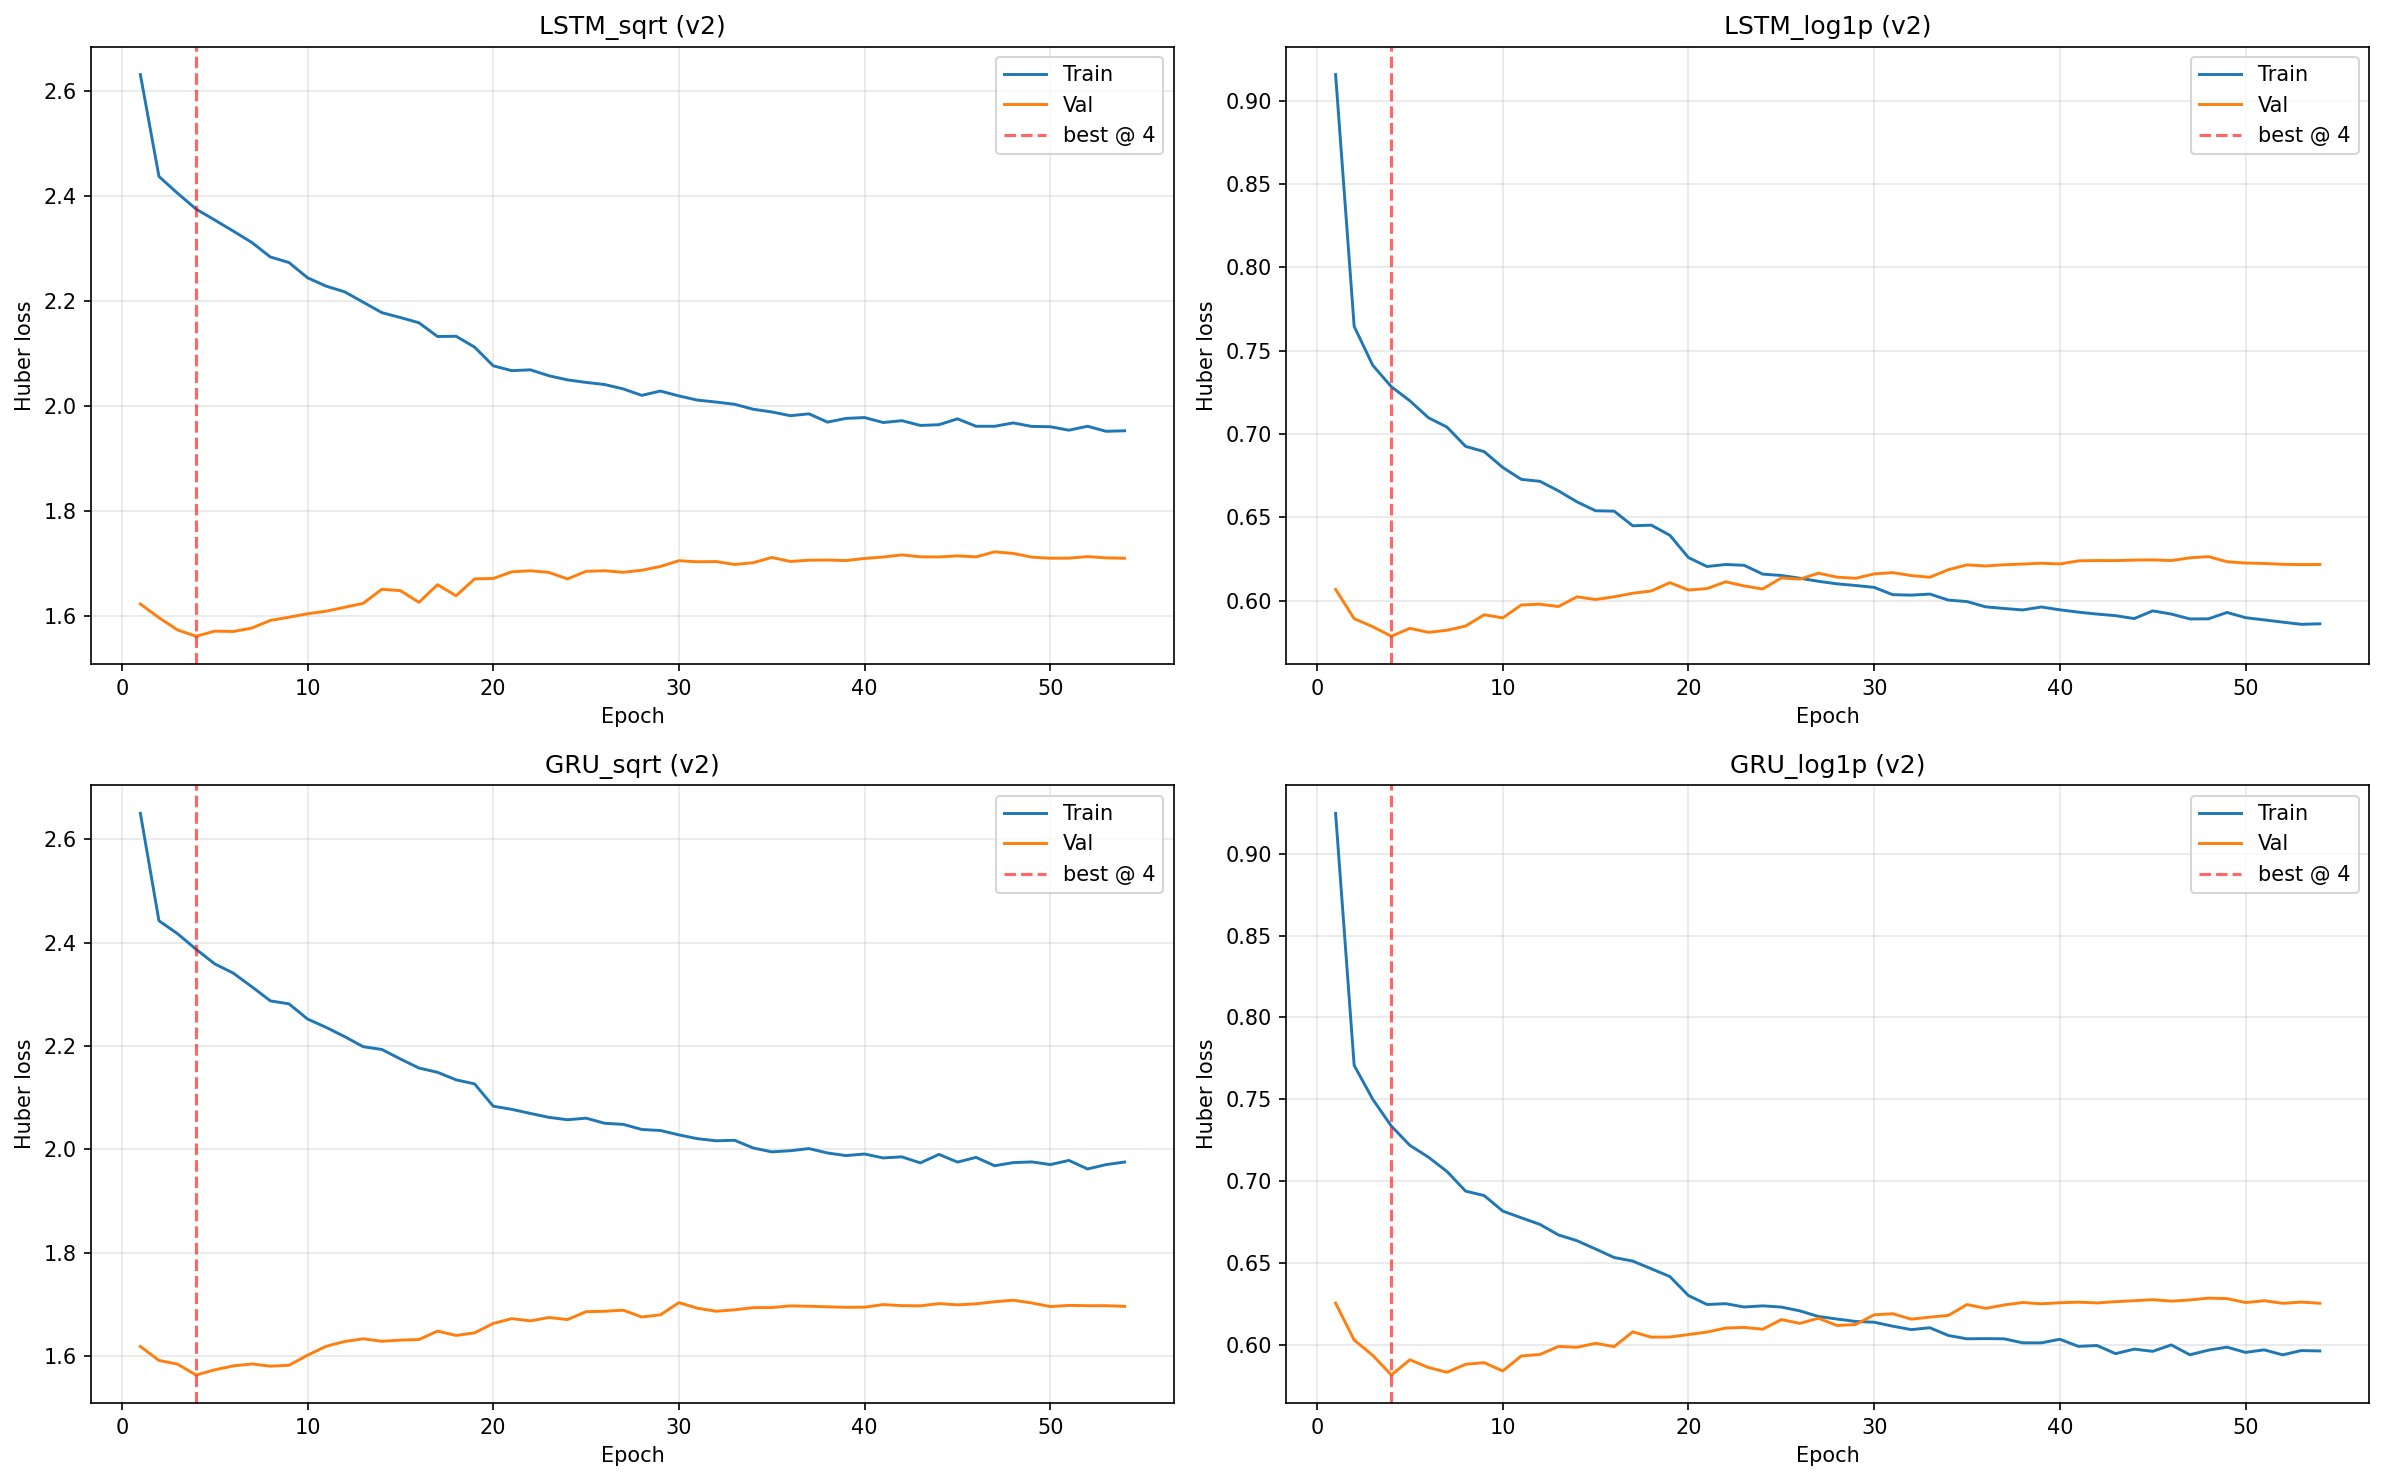 LSTM_sqrt (v2)
Huber loss
2.6
2.4
2.2
2.0
1.8
1.6
Train
Val
best @ 4
0 10 20 30 40 50
Epoch
LSTM_log1p (v2)
Huber loss
0.90
0.85
0.80
0.75
0.70
0.65
0.60
Train
Val
best @ 4
0 10 20 30 40 50
Epoch
GRU_sqrt (v2)
Huber loss
2.6
2.4
2.2
2.0
1.8
1.6
Train
Val
best @ 4
0 10 20 30 40 50
Epoch
GRU_log1p (v2)
Huber loss
0.90
0.85
0.80
0.75
0.70
0.65
0.60
Train
Val
best @ 4
0 10 20 30 40 50
Epoch